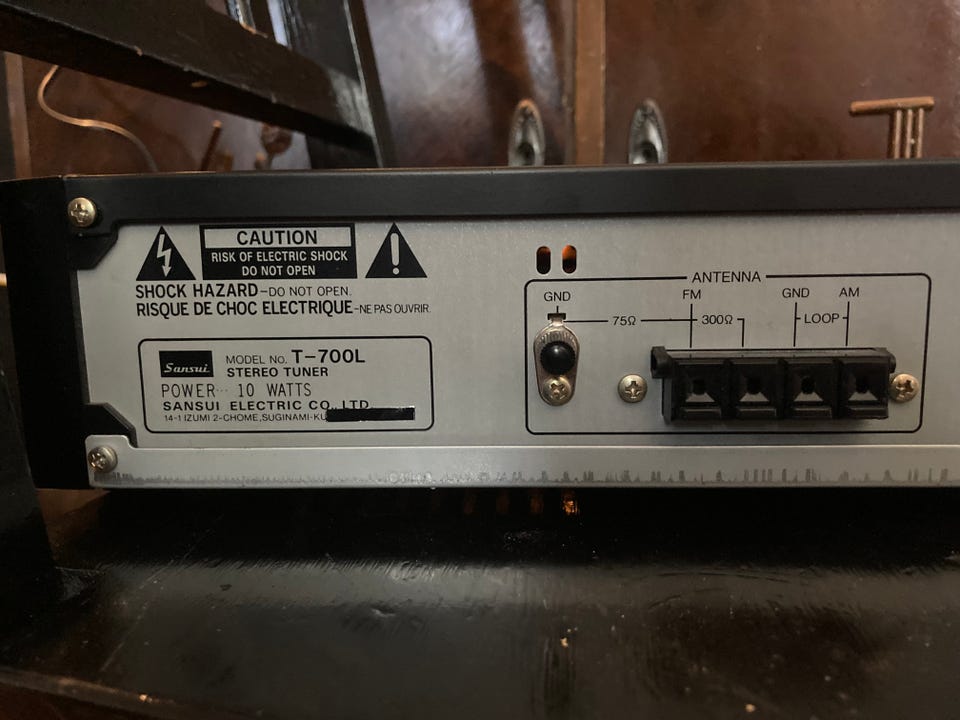 CAUTION
RISK OF ELECTRIC SHOCK
DO NOT OPEN
SHOCK HAZARD-DO NOT OPEN.
RISQUE DE CHOC ELECTRIQUE-NE PAS OUVRIR.
Sansui
MODEL NO. T-700L
STEREO TUNER
POWER··· 10 WATTS
SANSUI ELECTRIC CO., LTD.
14-1 IZUMI 2-CHOME, SUGINAMI-KU
ANTENNA
GND FM GND AM
75Ω 300Ω LOOP